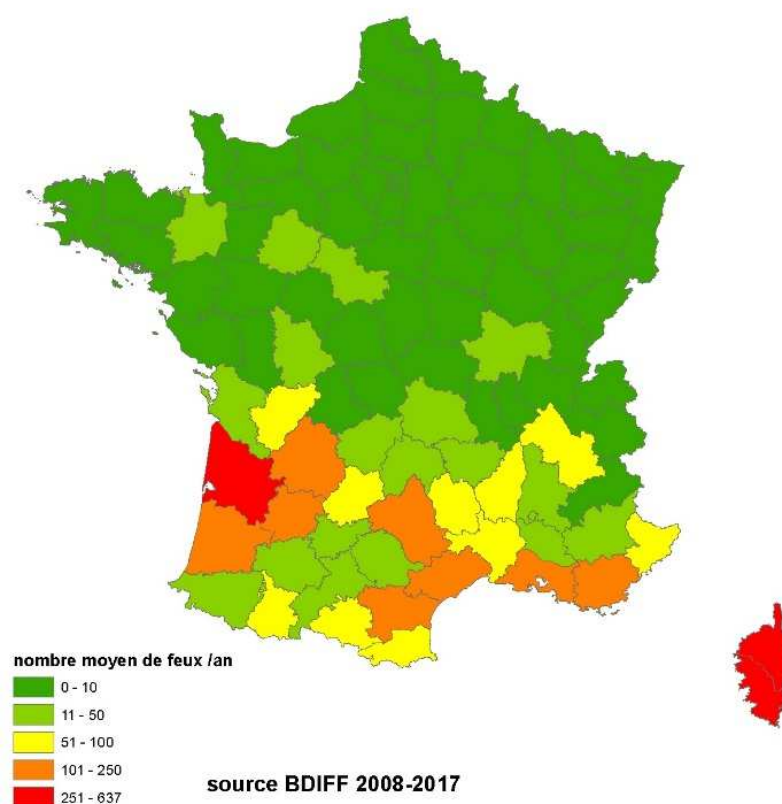 nombre moyen de feux /an
0 - 10
11 - 50
51 - 100
101 - 250
251 - 637
source BDIFF 2008-2017